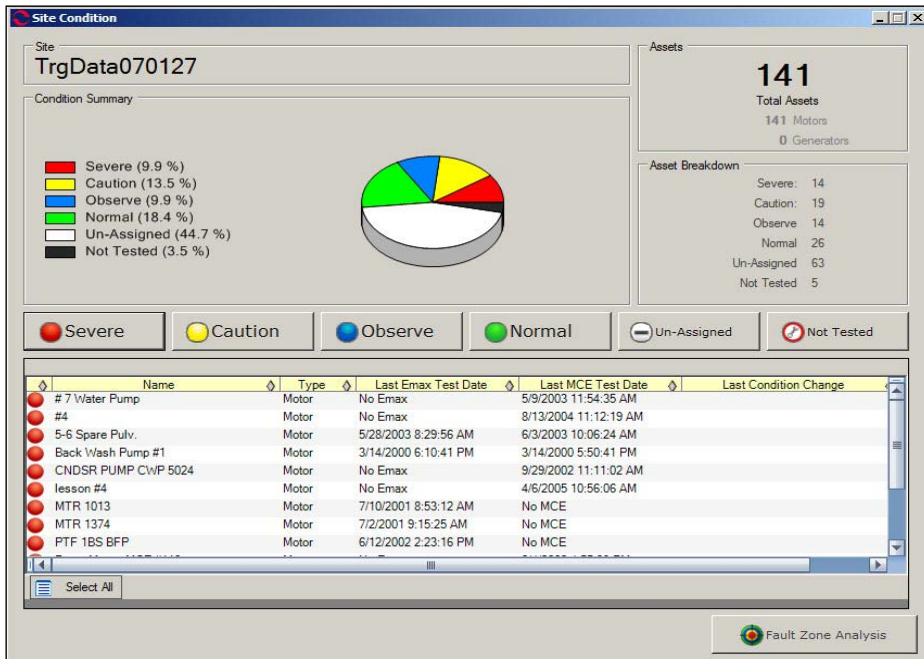 Site Condition
Site
TrgData070127
Assets
141
Total Assets
141 Motors
0 Generators
Condition Summary
Severe (9.9 %)
Caution (13.5 %)
Observe (9.9 %)
Normal (18.4 %)
Un-Assigned (44.7 %)
Not Tested (3.5 %)
Asset Breakdown
Severe: 14
Caution: 19
Observe 14
Normal 26
Un-Assigned 63
Not Tested 5
Severe Caution Observe Normal Un-Assigned Not Tested
Name Type Last Emax Test Date Last MCE Test Date Last Condition Change
# 7 Water Pump Motor No Emax 5/9/2003 11:54:35 AM
#4 Motor No Emax 8/13/2004 11:12:19 AM
5-6 Spare Pulv. Motor 5/28/2003 8:29:56 AM 6/3/2003 10:06:24 AM
Back Wash Pump #1 Motor 3/14/2000 6:10:41 PM 3/14/2000 5:50:41 PM
CNDSR PUMP CWP 5024 Motor No Emax 9/29/2002 11:11:02 AM
lesson #4 Motor No Emax 4/6/2005 10:56:06 AM
MTR 1013 Motor 7/10/2001 8:53:12 AM No MCE
MTR 1374 Motor 7/2/2001 9:15:25 AM No MCE
PTF 1BS BFP Motor 6/12/2002 2:23:16 PM No MCE
Select All
Fault Zone Analysis